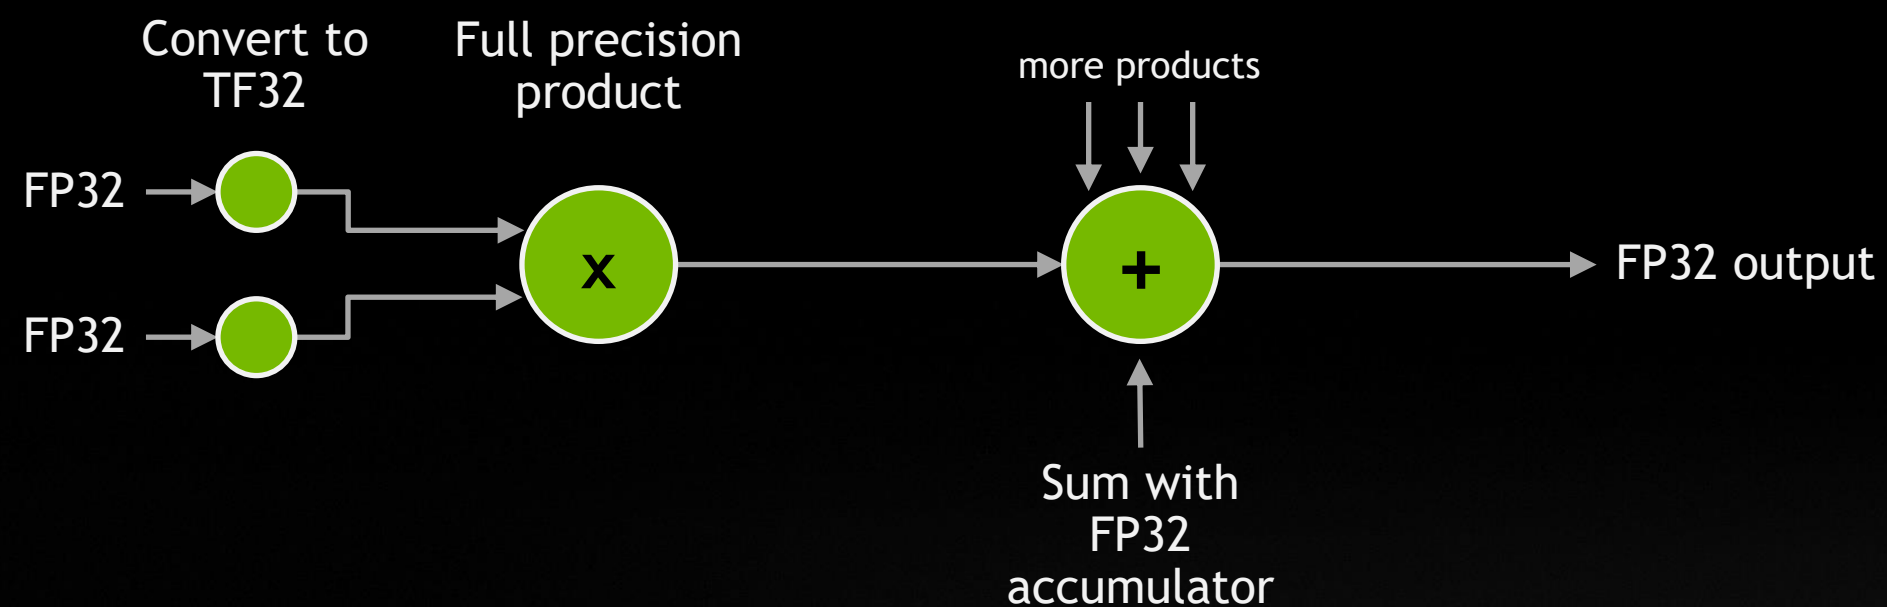 Convert to
TF32
Full precision
product
more products
FP32
FP32
x
+
FP32 output
Sum with
FP32
accumulator